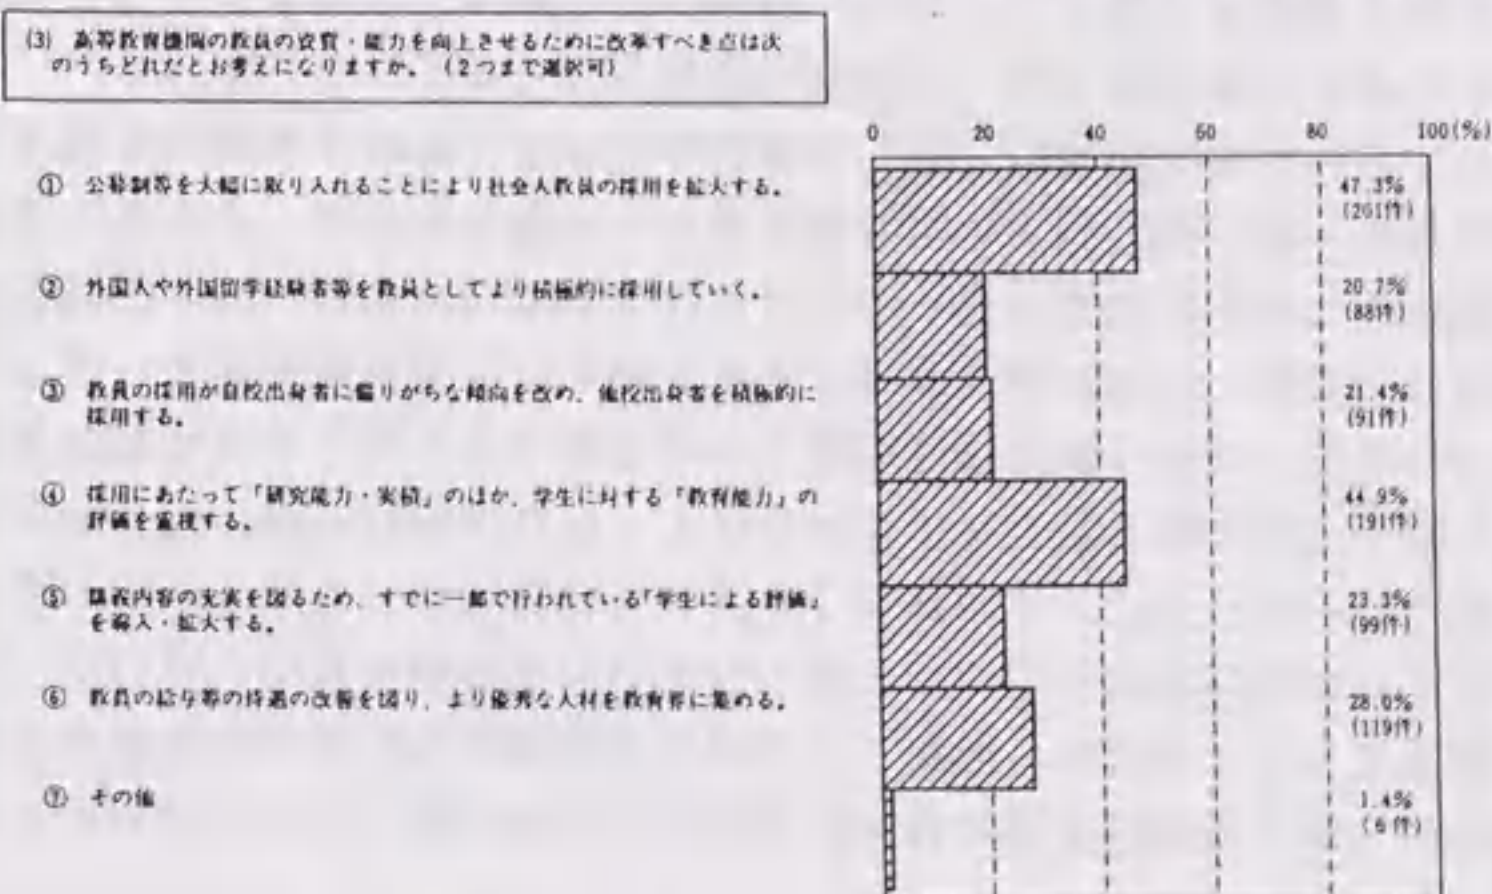 (3) 高等教育機関の教員の資質・能力を向上させるために改革すべき点は次
のうちどれだとお考えになりますか。(2つまで選択可)
0 20 40 60 80 100(%)
① 公募制等を大幅に取り入れることにより社会人教員の採用を拡大する。
47.3%
(201件)
② 外国人や外国留学経験者等を教員としてより積極的に採用していく。
20.7%
(88件)
③ 教員の採用が自校出身者に偏りがちな傾向を改め、他校出身者を積極的に
採用する。
21.4%
(91件)
④ 採用にあたって「研究能力・実績」のほか、学生に対する「教育能力」の
評価を重視する。
44.9%
(191件)
⑤ 講義内容の充実を図るため、すでに一部で行われている「学生による評価」
を導入・拡大する。
23.3%
(99件)
⑥ 教員の給与等の待遇の改善を図り、より優秀な人材を教育界に集める。
28.0%
(119件)
⑦ その他
1.4%
(6件)